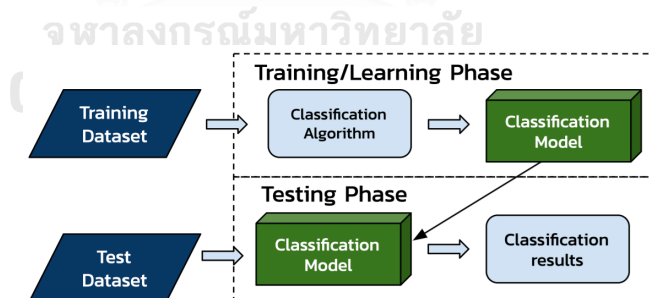 จุฬาลงกรณ์มหาวิทยาลัย
Training/Learning Phase
Training
Dataset
Classification
Algorithm
Classification
Model
Testing Phase
Test
Dataset
Classification
Model
Classification
results